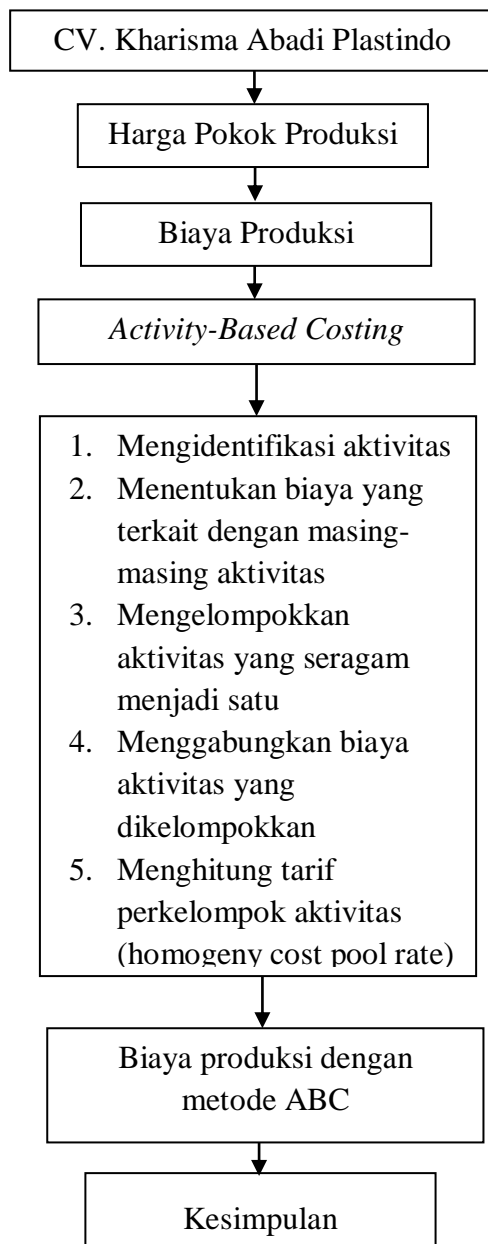 CV. Kharisma Abadi Plastindo
Harga Pokok Produksi
Biaya Produksi
Activity-Based Costing
1. Mengidentifikasi aktivitas
2. Menentukan biaya yang
terkait dengan masing-
masing aktivitas
3. Mengelompokkan
aktivitas yang seragam
menjadi satu
4. Menggabungkan biaya
aktivitas yang
dikelompokkan
5. Menghitung tarif
perkelompok aktivitas
(homogeny cost pool rate)
Biaya produksi dengan
metode ABC
Kesimpulan